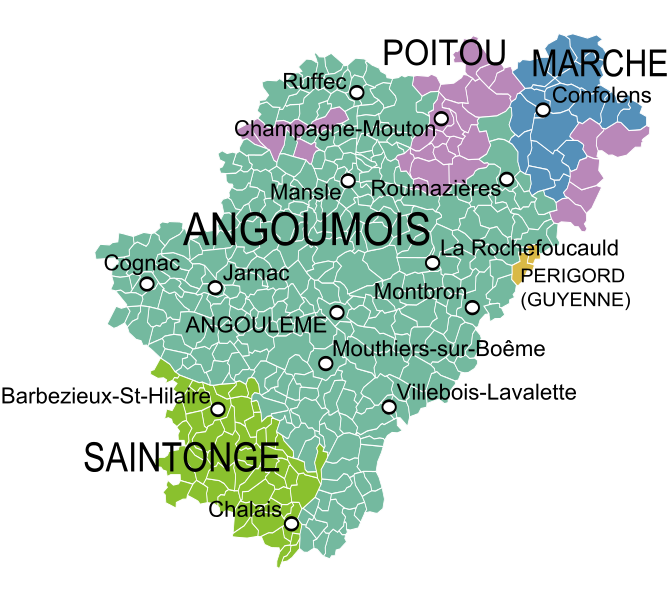 POITOU
MARCHE
Ruffec
Confolens
Champagne-Mouton
Mansle
Roumazières
ANGOUMOIS
La Rochefoucauld
Cognac
Jarnac
PERIGORD
(GUYENNE)
Montbron
ANGOULEME
Mouthiers-sur-Boême
Barbezieux-St-Hilaire
Villebois-Lavalette
SAINTONGE
Chalais